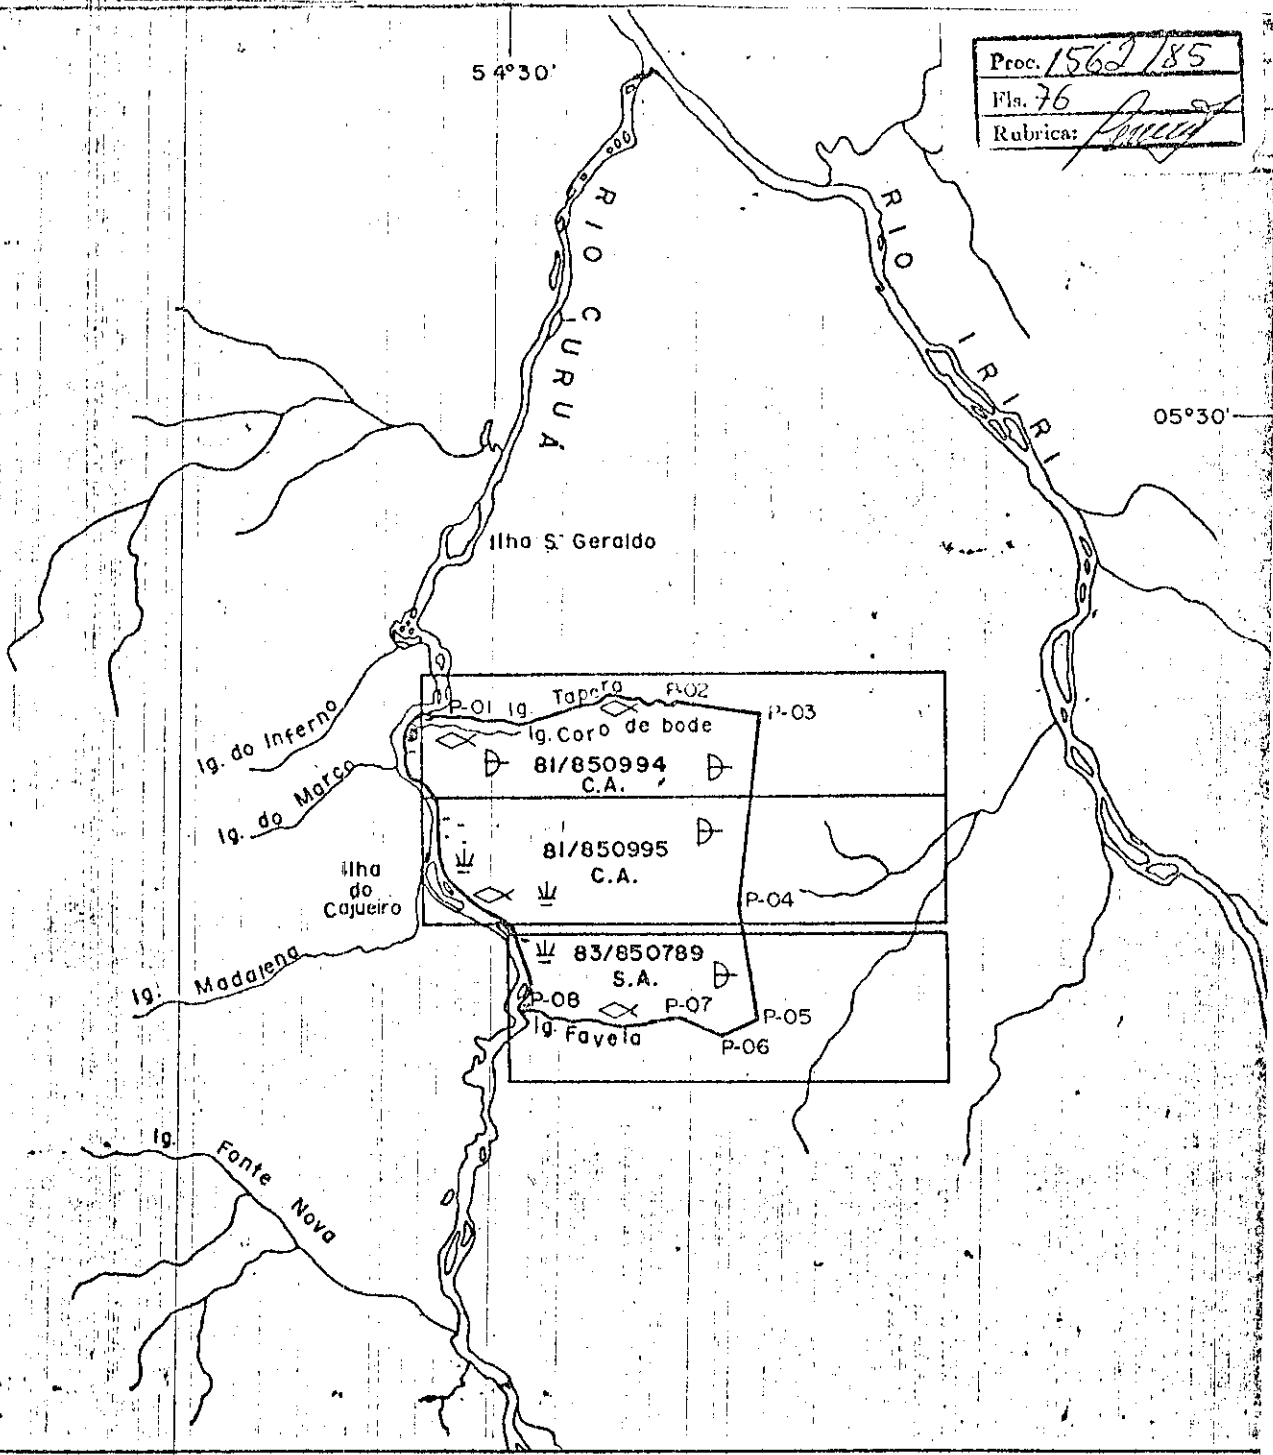 54°30'
Proc. 1562/85
Fls. 76
Rubrica:
RIO CURUÁ
RIO IRIRI
05°30'
Ilha S. Geraldo
Ig. do Inferno
Ig. do Março
P-01 Ig. Tapera P-02
P-03
Ig. Coro de bode
81/850994
C.A.
81/850995
C.A.
Ilha
do
Cajueiro
P-04
Ig. Madalena
83/850789
S.A.
P-08
P-07
P-05
Ig. Favela
P-06
Ig. Fonte Nova